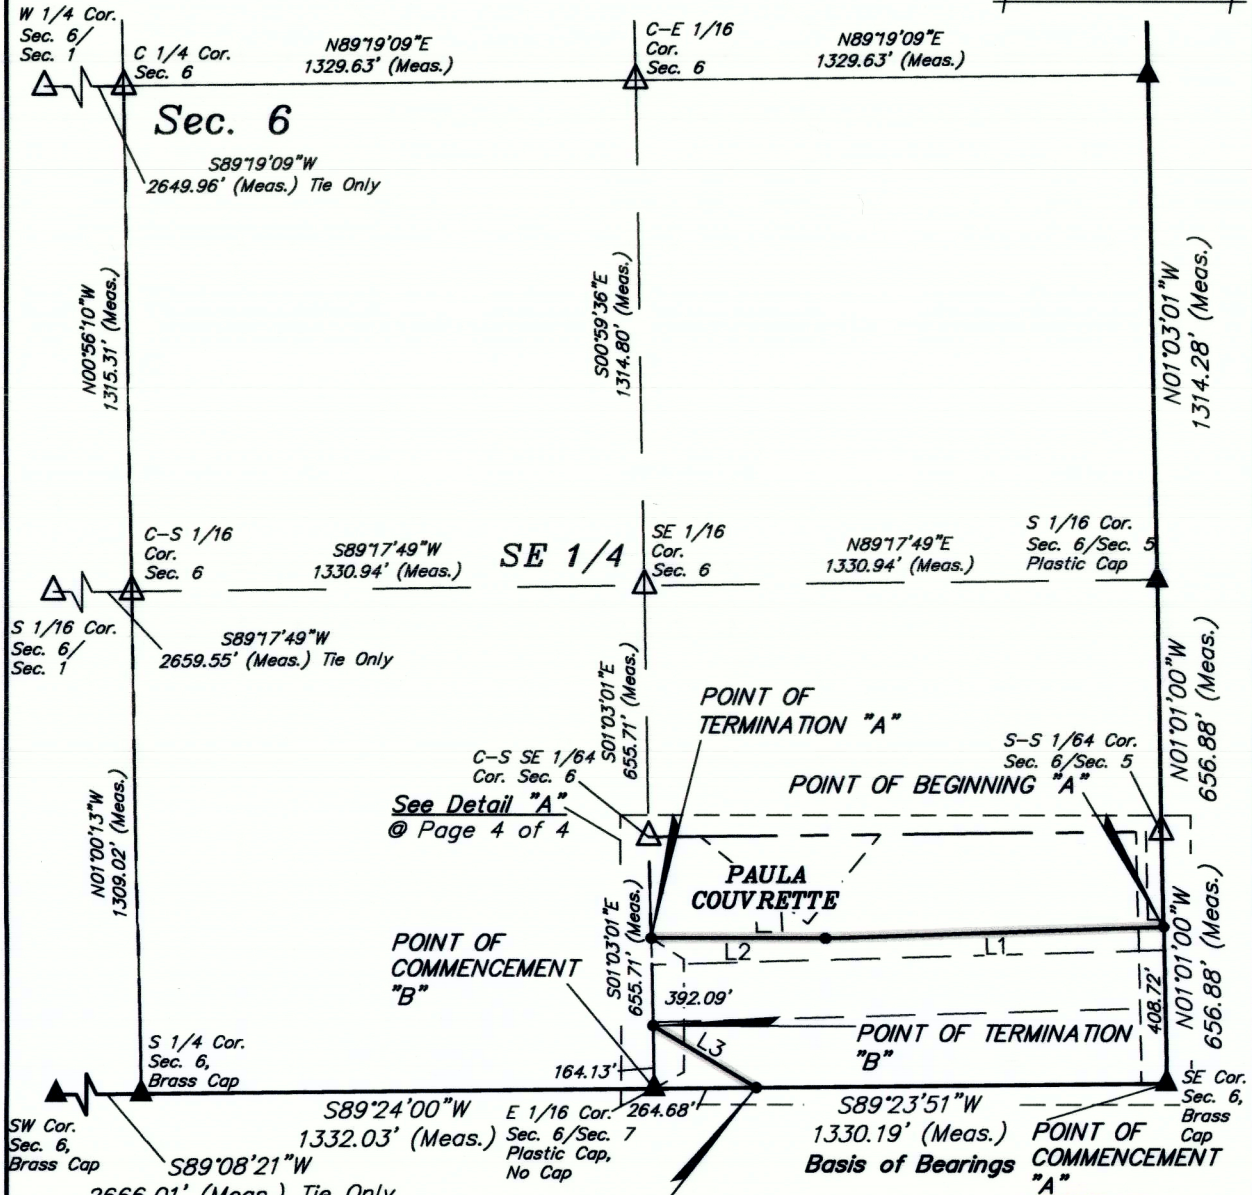 W 1/4 Cor.
Sec. 6/
Sec. 1
C 1/4 Cor.
Sec. 6
N89°19'09"E
1329.63' (Meas.)
C-E 1/16
Cor.
Sec. 6
N89°19'09"E
1329.63' (Meas.)
Sec. 6
S89°19'09"W
2649.96' (Meas.) Tie Only
N00°56'10"W
1315.31' (Meas.)
S00°59'36"E
1314.80' (Meas.)
N01°03'01"W
1314.28' (Meas.)
C-S 1/16
Cor.
Sec. 6
S89°17'49"W
1330.94' (Meas.)
SE 1/4
SE 1/16
Cor.
Sec. 6
N89°17'49"E
1330.94' (Meas.)
S 1/16 Cor.
Sec. 6/Sec. 5
Plastic Cap
S 1/16 Cor.
Sec. 6/
Sec. 1
S89°17'49"W
2659.55' (Meas.) Tie Only
S01°03'01"E
655.71' (Meas.)
POINT OF
TERMINATION "A"
N01°01'00"W
656.88' (Meas.)
C-S SE 1/64
Cor. Sec. 6
S-S 1/64 Cor.
Sec. 6/Sec. 5
POINT OF BEGINNING "A"
See Detail "A"
@ Page 4 of 4
N01°00'13"W
1309.02' (Meas.)
PAULA
COUVRETTE
S01°03'01"E
655.71' (Meas.)
L2
L1
N01°01'00"W
656.88' (Meas.)
POINT OF
COMMENCEMENT
"B"
392.09'
408.72'
L3
POINT OF TERMINATION
"B"
S 1/4 Cor.
Sec. 6,
Brass Cap
164.13'
264.68'
SW Cor.
Sec. 6,
Brass Cap
S89°24'00"W
1332.03' (Meas.)
E 1/16 Cor.
Sec. 6/Sec. 7
Plastic Cap,
No Cap
S89°23'51"W
1330.19' (Meas.)
Basis of Bearings
SE Cor.
Sec. 6,
Brass
Cap
POINT OF
COMMENCEMENT
"A"
S89°08'21"W
2666.01' (Meas.) Tie Only